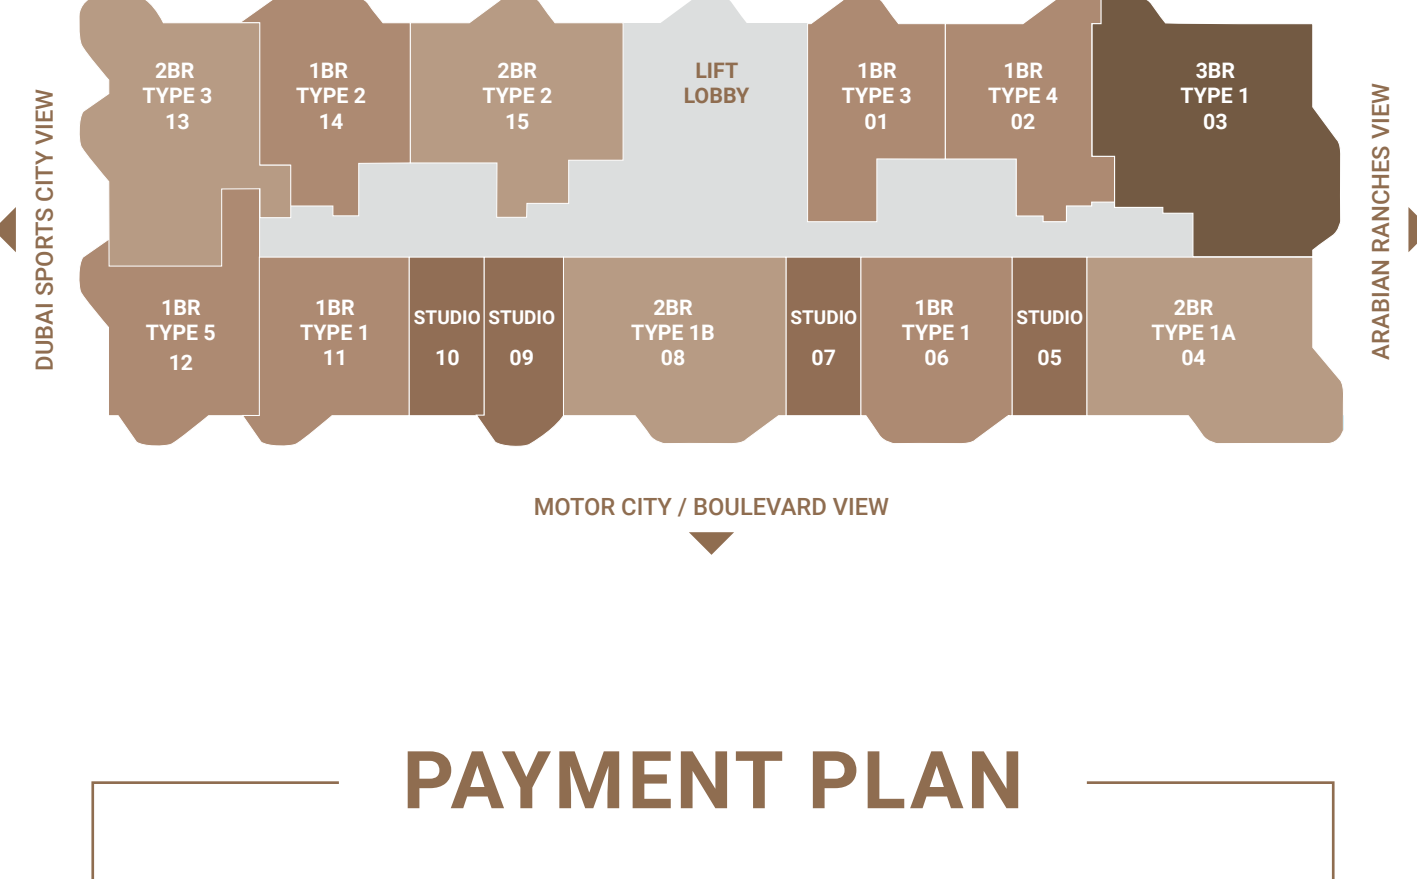 2BR
TYPE 3
13
1BR
TYPE 2
14
2BR
TYPE 2
15
LIFT
LOBBY
1BR
TYPE 3
01
1BR
TYPE 4
02
3BR
TYPE 1
03
DUBAI SPORTS CITY VIEW
ARABIAN RANCHES VIEW
1BR
TYPE 5
12
1BR
TYPE 1
11
STUDIO
10
STUDIO
09
2BR
TYPE 1B
08
STUDIO
07
1BR
TYPE 1
06
STUDIO
05
2BR
TYPE 1A
04
MOTOR CITY / BOULEVARD VIEW
PAYMENT PLAN